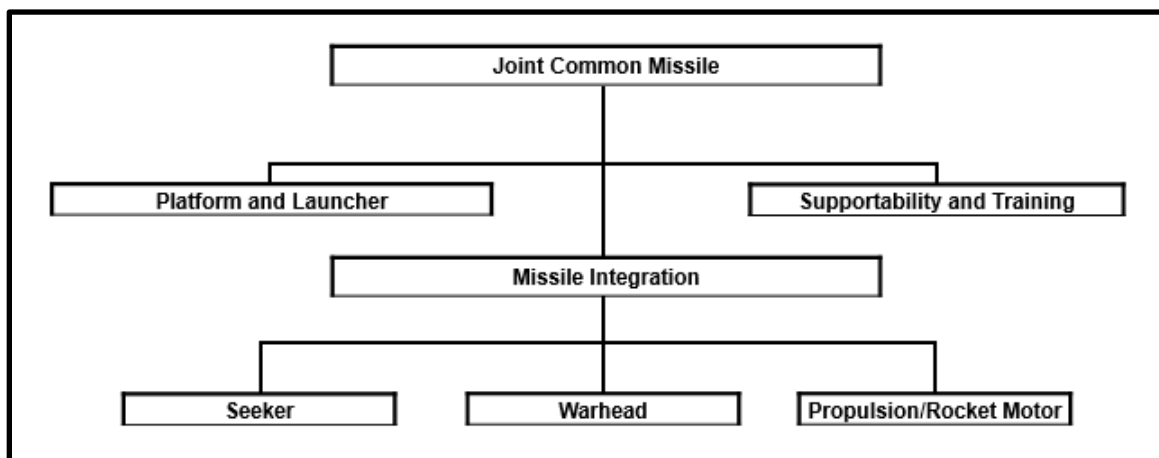 Joint Common Missile
Platform and Launcher
Supportability and Training
Missile Integration
Seeker
Warhead
Propulsion/Rocket Motor